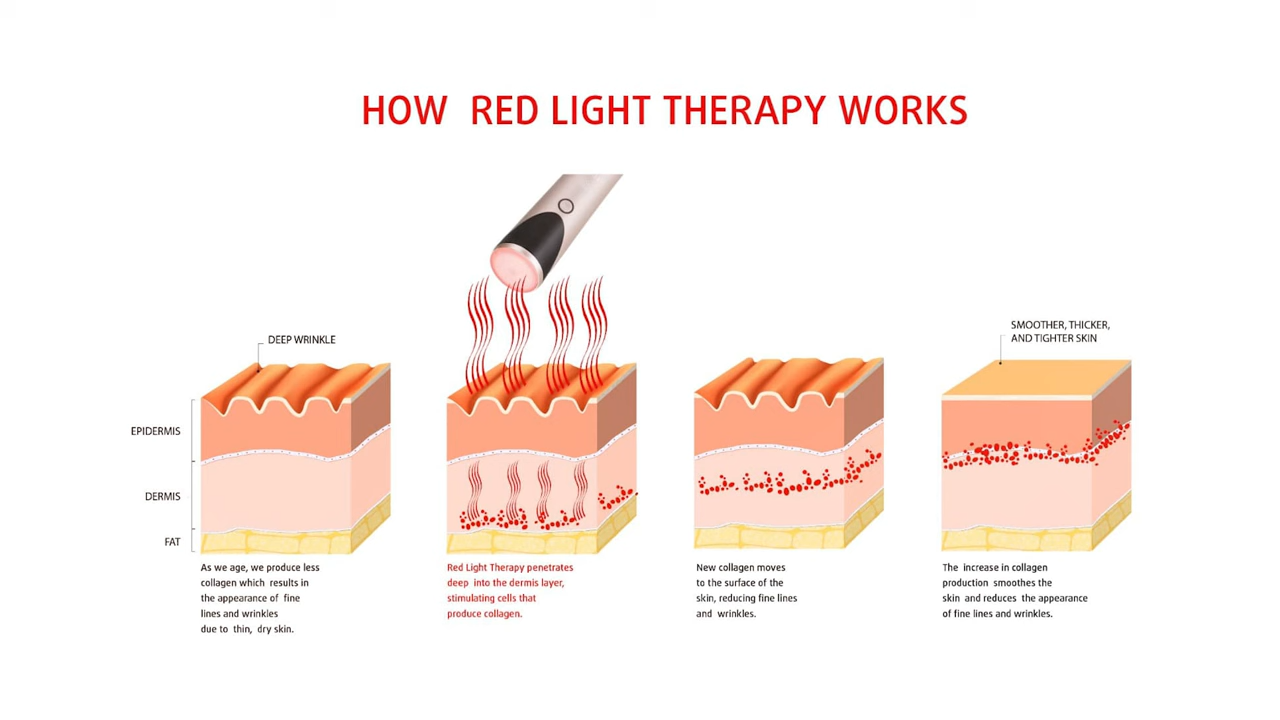 HOW RED LIGHT THERAPY WORKS
DEEP WRINKLE
SMOOTHER, THICKER,
AND TIGHTER SKIN
EPIDERMIS
DERMIS
FAT
As we age, we produce less
collagen which results in
the appearance of fine
lines and wrinkles
due to thin, dry skin.
Red Light Therapy penetrates
deep into the dermis layer,
stimulating cells that
produce collagen.
New collagen moves
to the surface of the
skin, reducing fine lines
and wrinkles.
The increase in collagen
production smoothes the
skin and reduces the appearance
of fine lines and wrinkles.